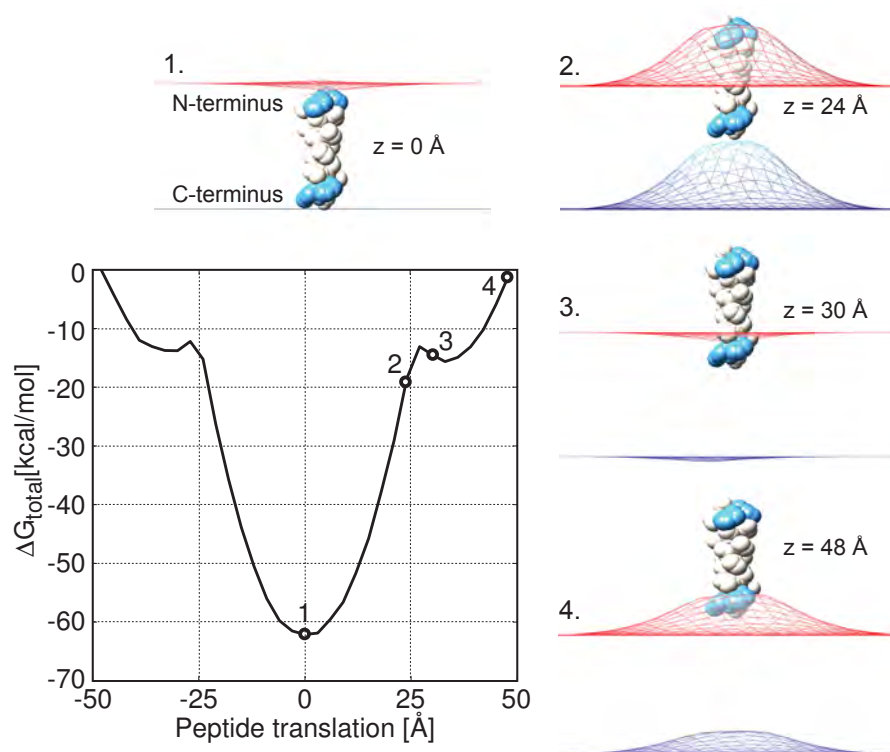 1.
N-terminus
z = 0 Å
C-terminus
2.
z = 24 Å
3.
z = 30 Å
z = 48 Å
4.
0
-10
-20
-30
-40
-50
-60
-70
ΔGtotal[kcal/mol]
1
2
3
4
-50
-25
0
25
50
Peptide translation [Å]